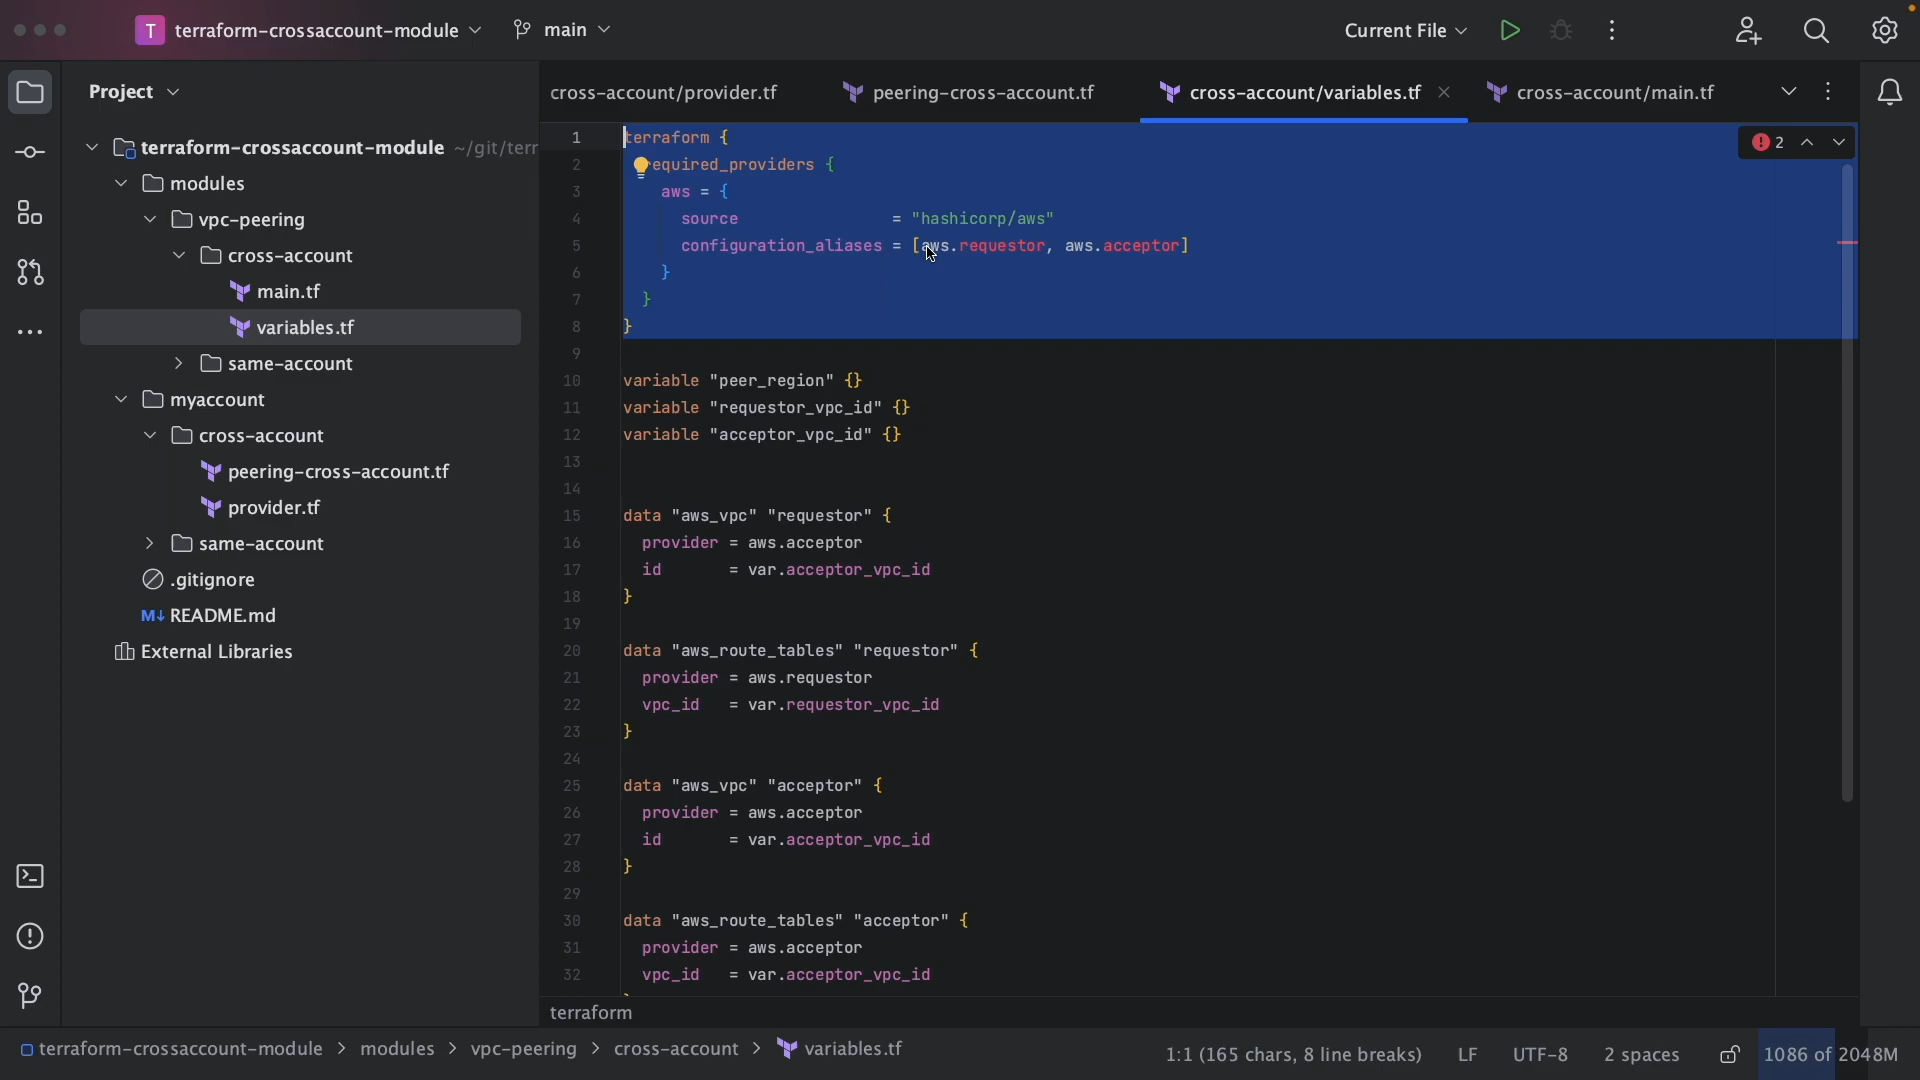 T terraform-crossaccount-module main Current File
Project
cross-account/provider.tf peering-cross-account.tf cross-account/variables.tf cross-account/main.tf
terraform-crossaccount-module ~/git/terr
modules
vpc-peering
cross-account
main.tf
variables.tf
same-account
myaccount
cross-account
peering-cross-account.tf
provider.tf
same-account
.gitignore
M↓ README.md
External Libraries
2
1 terraform {
2 equired_providers {
3 aws = {
4 source = "hashicorp/aws"
5 configuration_aliases = [aws.requestor, aws.acceptor]
6 }
7 }
8 }
9
10 variable "peer_region" {}
11 variable "requestor_vpc_id" {}
12 variable "acceptor_vpc_id" {}
13
14
15 data "aws_vpc" "requestor" {
16 provider = aws.acceptor
17 id = var.acceptor_vpc_id
18 }
19
20 data "aws_route_tables" "requestor" {
21 provider = aws.requestor
22 vpc_id = var.requestor_vpc_id
23 }
24
25 data "aws_vpc" "acceptor" {
26 provider = aws.acceptor
27 id = var.acceptor_vpc_id
28 }
29
30 data "aws_route_tables" "acceptor" {
31 provider = aws.acceptor
32 vpc_id = var.acceptor_vpc_id
terraform
terraform-crossaccount-module > modules > vpc-peering > cross-account > variables.tf
1:1 (165 chars, 8 line breaks) LF UTF-8 2 spaces 1086 of 2048M